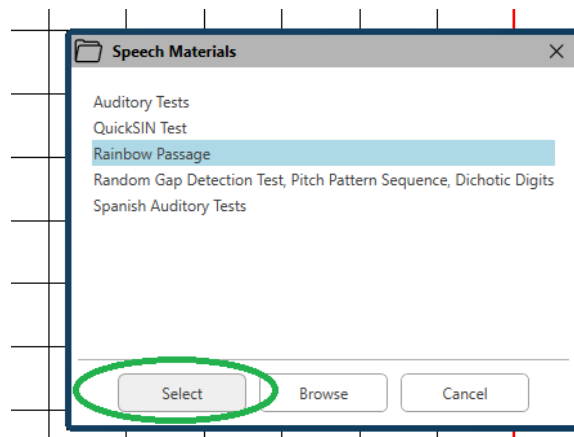 Speech Materials
Auditory Tests
QuickSIN Test
Rainbow Passage
Random Gap Detection Test, Pitch Pattern Sequence, Dichotic Digits
Spanish Auditory Tests
Select Browse Cancel